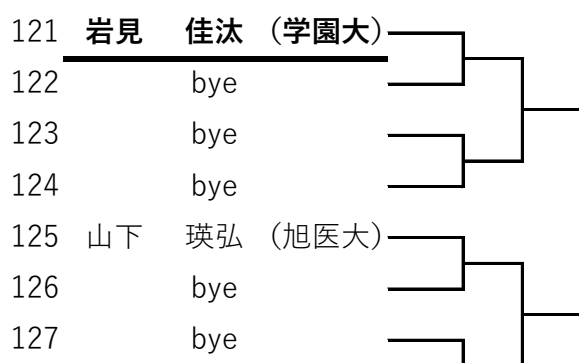 121 岩見 佳汰 (学園大)
122 bye
123 bye
124 bye
125 山下 瑛弘 (旭医大)
126 bye
127 bye